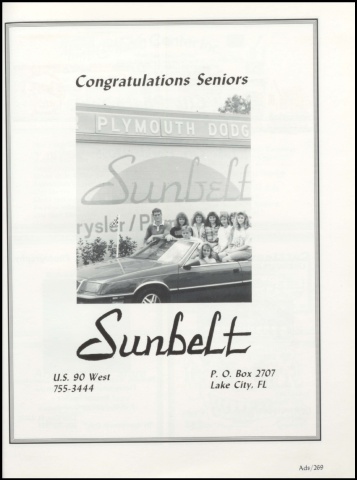 Congratulations Seniors
PLYMOUTH DODG
Sunbelt
rysler/P
Sunbelt
U.S. 90 West
755-3444
P. O. Box 2707
Lake City, FL
Ads/269